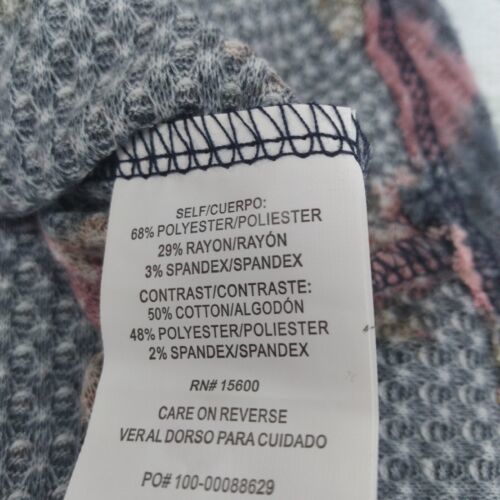 SELF/CUERPO:
68% POLYESTER/POLIESTER
29% RAYON/RAYÓN
3% SPANDEX/SPANDEX
CONTRAST/CONTRASTE:
50% COTTON/ALGODÓN
48% POLYESTER/POLIESTER
2% SPANDEX/SPANDEX
RN# 15600
CARE ON REVERSE
VER AL DORSO PARA CUIDADO
PO# 100-00088629